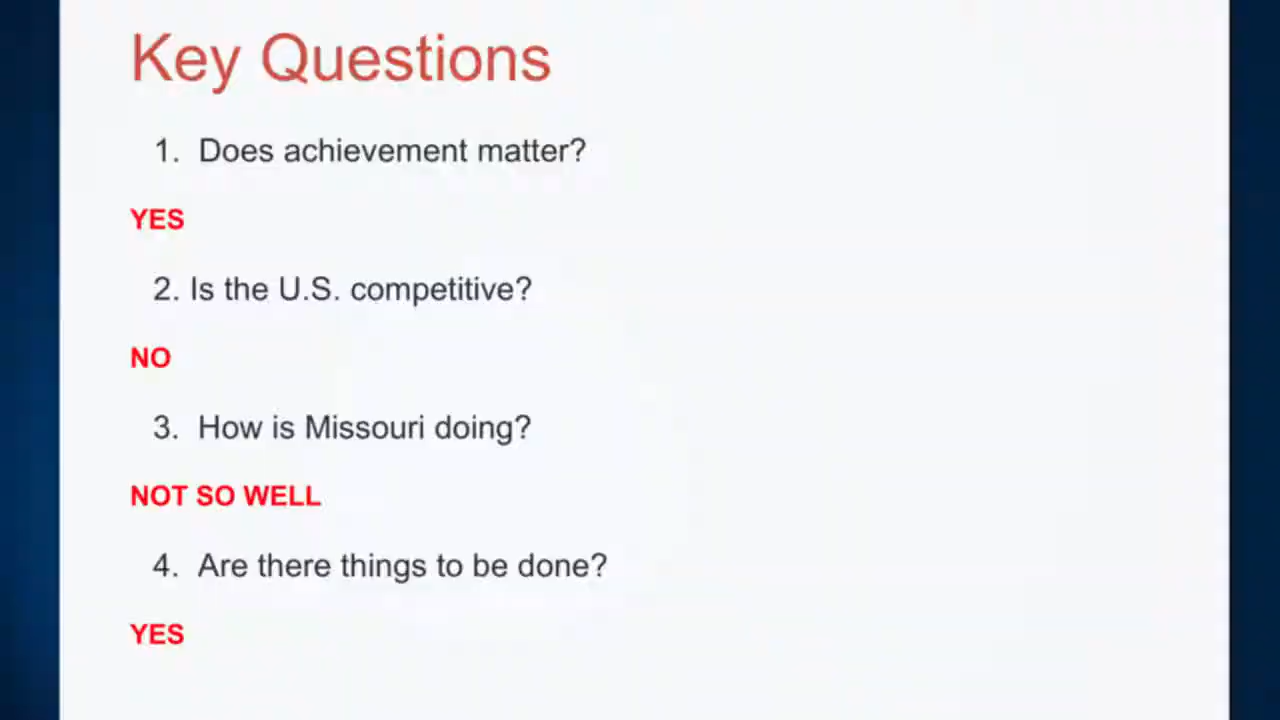 Key Questions
1. Does achievement matter?
YES
2. Is the U.S. competitive?
NO
3. How is Missouri doing?
NOT SO WELL
4. Are there things to be done?
YES